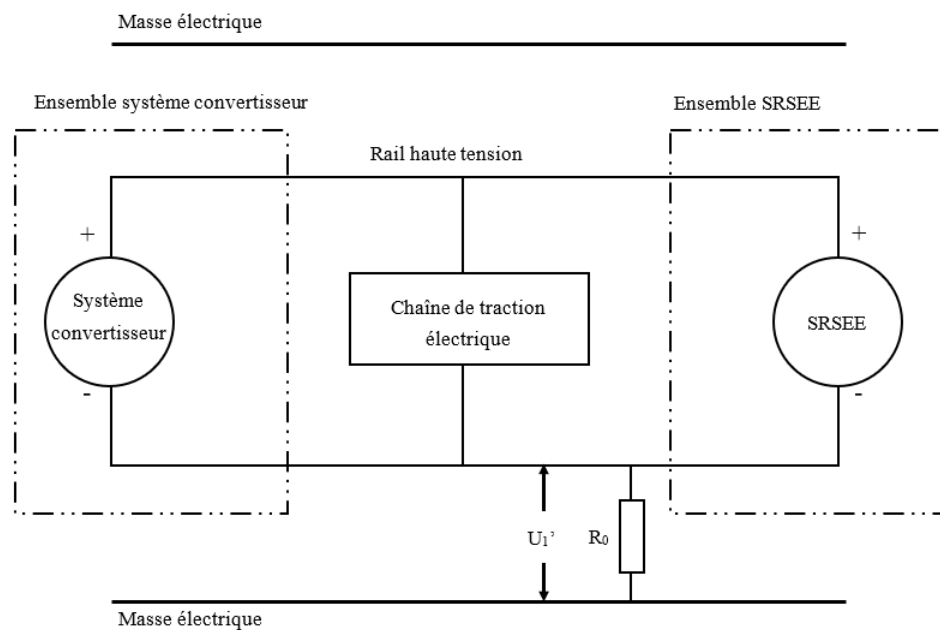 Masse électrique
Ensemble système convertisseur
Ensemble SRSEE
Rail haute tension
+
+
Système
convertisseur
Chaîne de traction
électrique
SRSEE
-
-
U₁’
R₀
Masse électrique